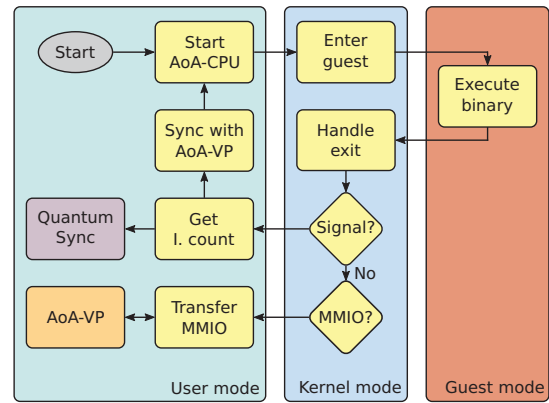 Start
Start
AoA-CPU
Enter
guest
Execute
binary
Sync with
AoA-VP
Handle
exit
Quantum
Sync
Get
I. count
Signal?
No
AoA-VP
Transfer
MMIO
MMIO?
User mode
Kernel mode
Guest mode